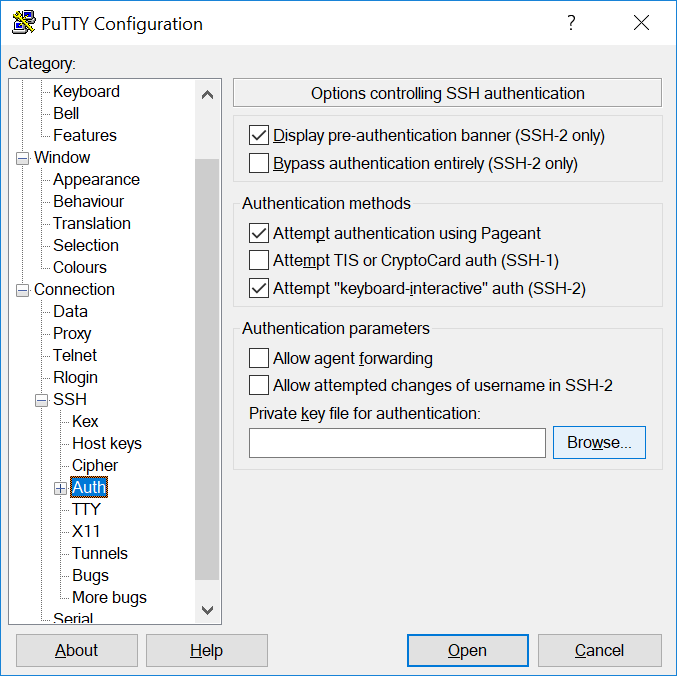 PuTTY Configuration
?
Category:
Keyboard
Bell
Features
Window
Appearance
Behaviour
Translation
Selection
Colours
Connection
Data
Proxy
Telnet
Rlogin
SSH
Kex
Host keys
Cipher
Auth
TTY
X11
Tunnels
Bugs
More bugs
Serial
Options controlling SSH authentication
Display pre-authentication banner (SSH-2 only)
Bypass authentication entirely (SSH-2 only)
Authentication methods
Attempt authentication using Pageant
Attempt TIS or CryptoCard auth (SSH-1)
Attempt "keyboard-interactive" auth (SSH-2)
Authentication parameters
Allow agent forwarding
Allow attempted changes of username in SSH-2
Private key file for authentication:
Browse...
About
Help
Open
Cancel